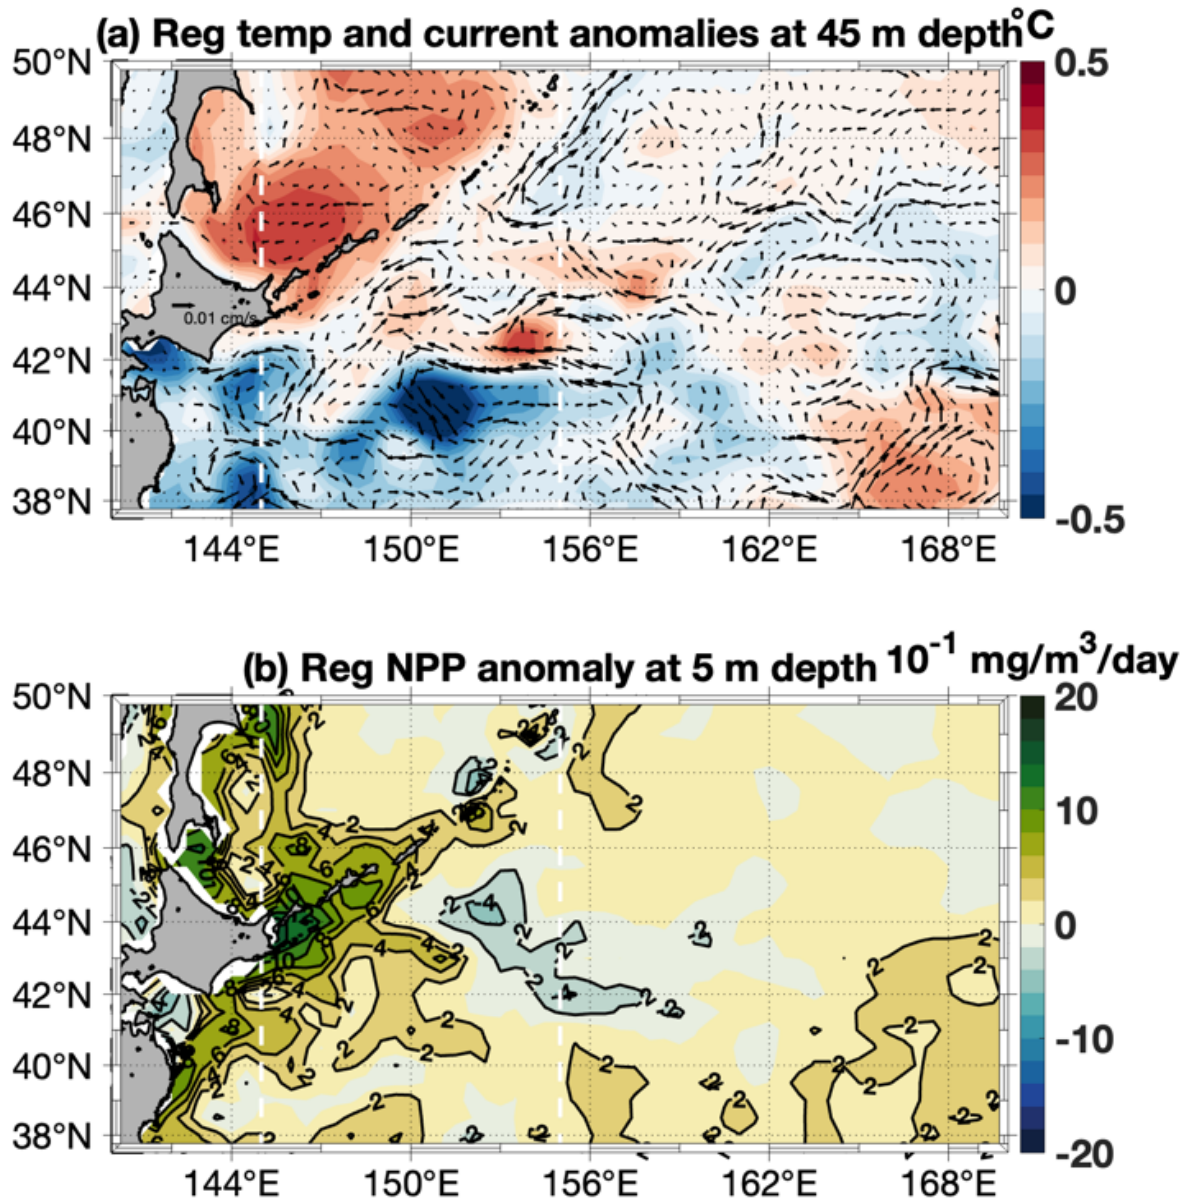 (a) Reg temp and current anomalies at 45 m depth °C
50°N
48°N
46°N
44°N
42°N
40°N
38°N
0.01 cm/s
144°E 150°E 156°E 162°E 168°E
0.5
0
-0.5
(b) Reg NPP anomaly at 5 m depth 10-1 mg/m3/day
50°N
48°N
46°N
44°N
42°N
40°N
38°N
144°E 150°E 156°E 162°E 168°E
20
10
0
-10
-20